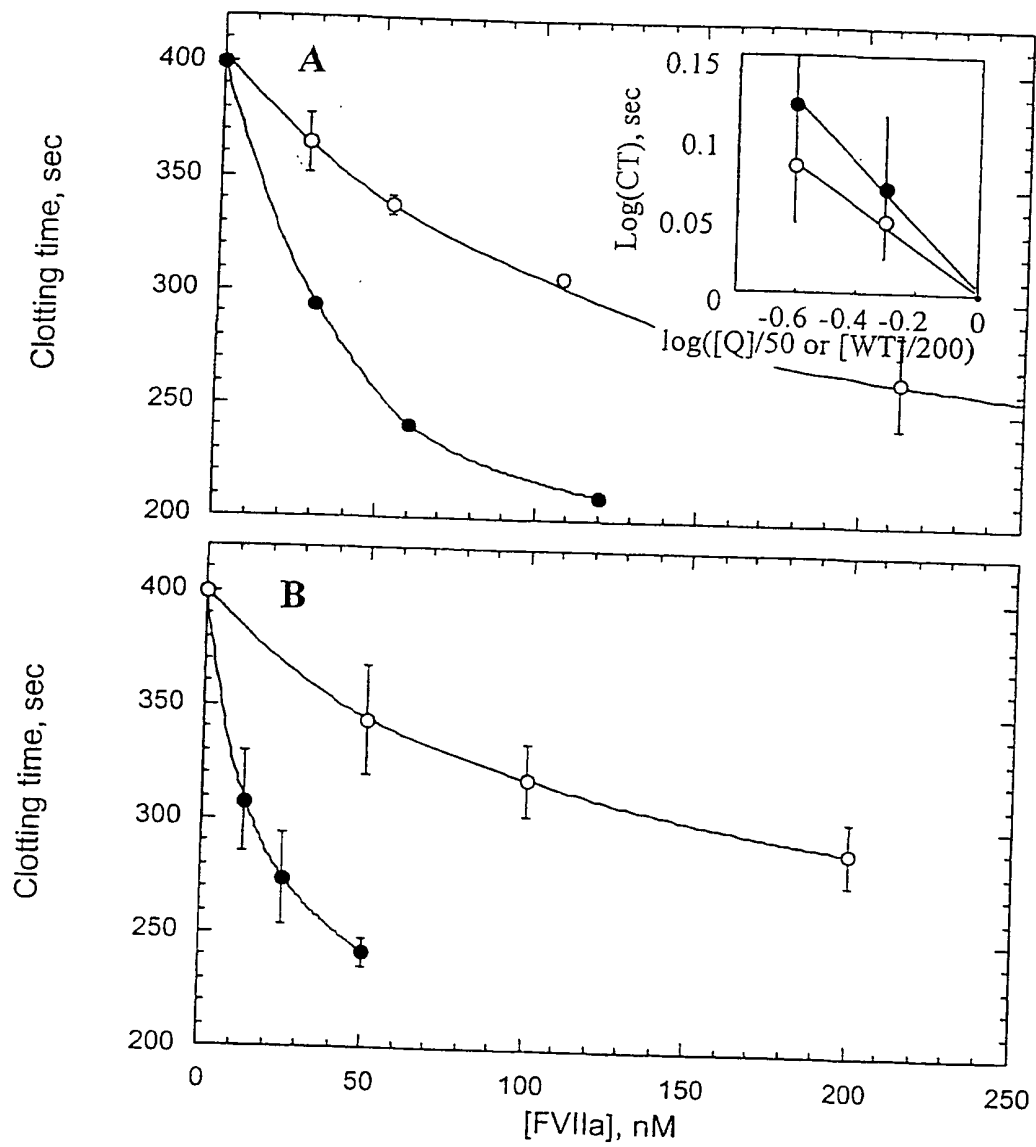 A
400
350
300
250
200
Clotting time, sec
0.15
0.1
0.05
0
Log(CT), sec
-0.6 -0.4 -0.2 0
log([Q]/50 or [WT]/200)
B
400
350
300
250
200
Clotting time, sec
0 50 100 150 200 250
[FVIIa], nM